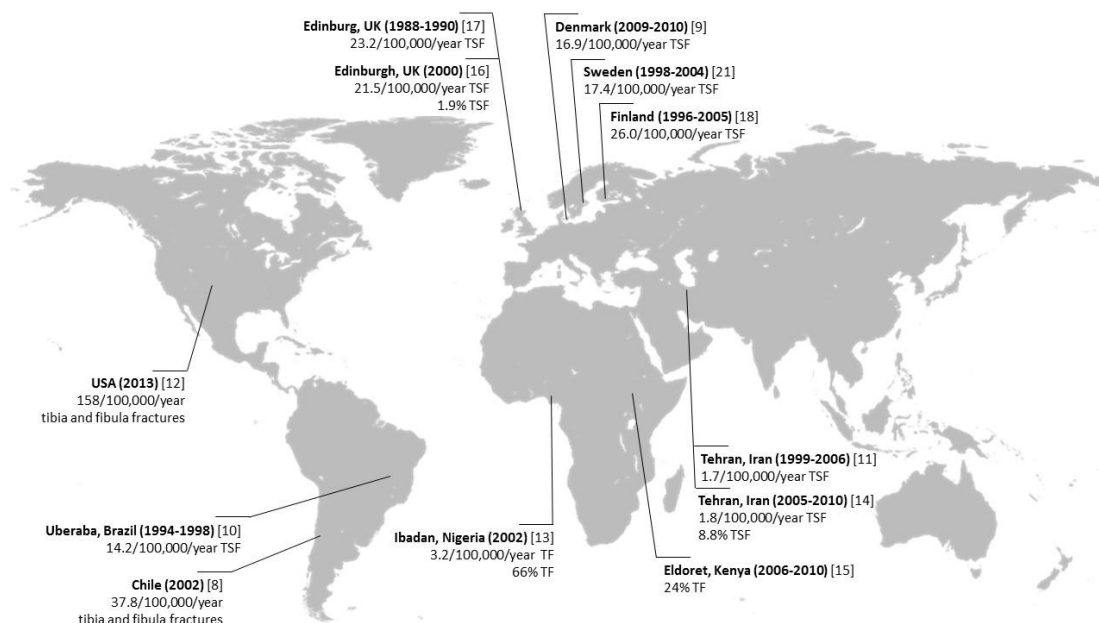 Edinburg, UK (1988-1990) [17]
23.2/100,000/year TSF
Edinburgh, UK (2000) [16]
21.5/100,000/year TSF
1.9% TSF
Denmark (2009-2010) [9]
16.9/100,000/year TSF
Sweden (1998-2004) [21]
17.4/100,000/year TSF
Finland (1996-2005) [18]
26.0/100,000/year TSF
USA (2013) [12]
158/100,000/year
tibia and fibula fractures
Uberaba, Brazil (1994-1998) [10]
14.2/100,000/year TSF
Chile (2002) [8]
37.8/100,000/year
tibia and fibula fractures
Ibadan, Nigeria (2002) [13]
3.2/100,000/year TF
66% TF
Tehran, Iran (1999-2006) [11]
1.7/100,000/year TSF
Tehran, Iran (2005-2010) [14]
1.8/100,000/year TSF
8.8% TSF
Eldoret, Kenya (2006-2010) [15]
24% TF